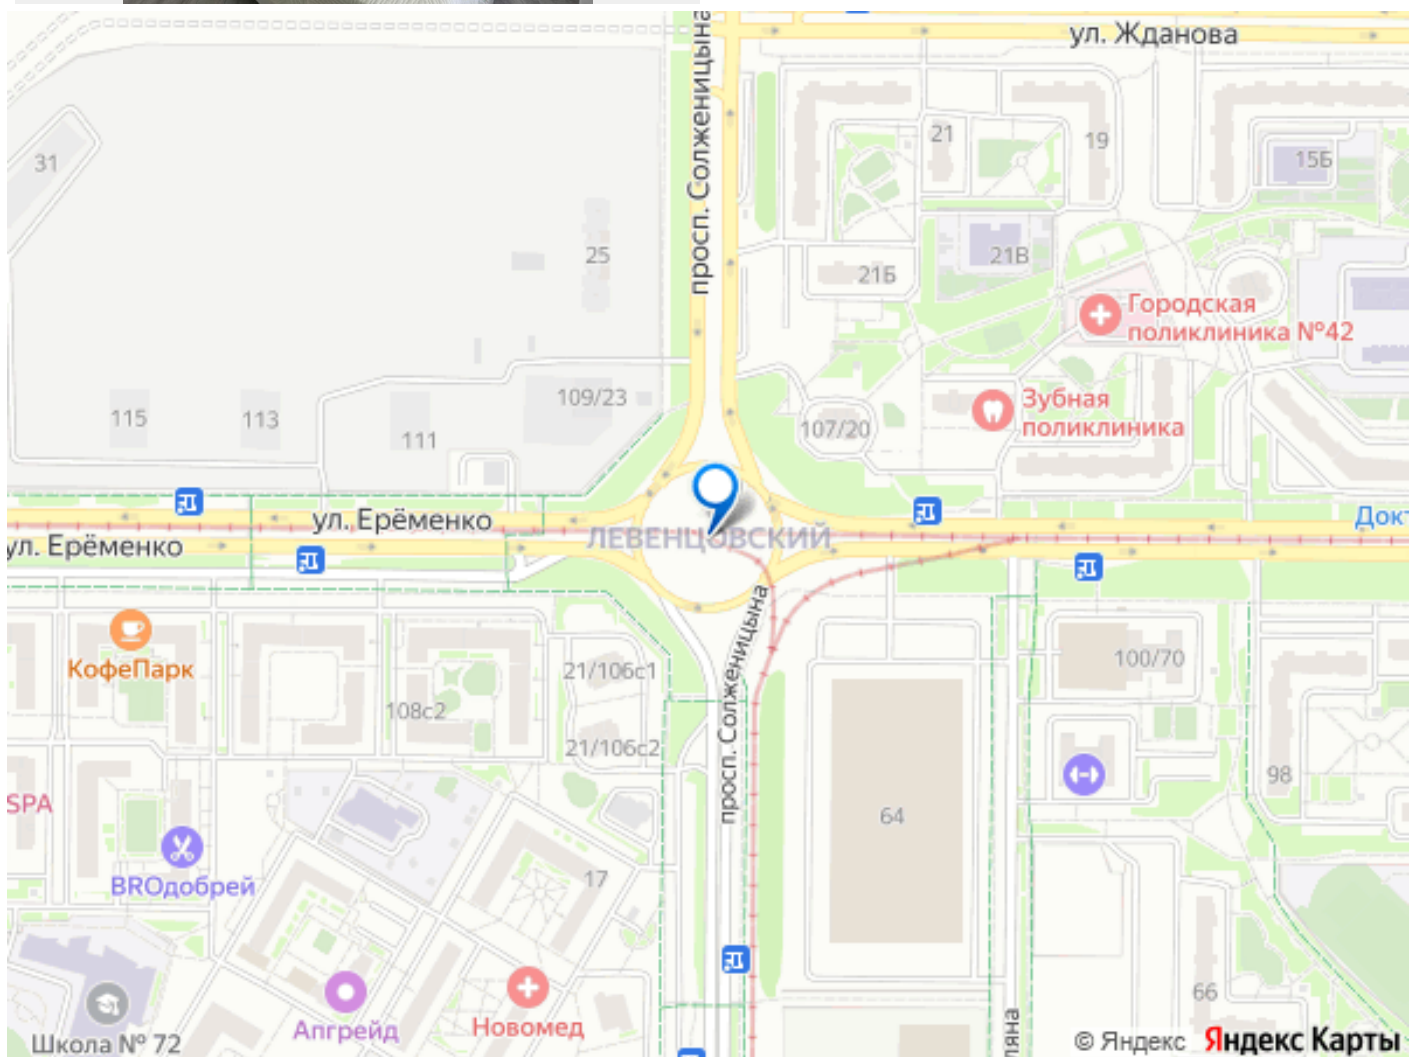 ул. Жданова
просп. Солженицына
31
21
19
15Б
25
21Б
21В
Городская
поликлиника №42
115
113
111
109/23
107/20
Зубная
поликлиника
ул. Ерёменко
ул. Ерёменко
ЛЕВЕНЦОВСКИЙ
Докт
КофеПарк
108с2
21/106с1
21/106с2
просп. Солженицына
100/70
64
98
SPA
BROдобрей
17
Школа № 72
Апгрейд
Новомед
66
ляна
© Яндекс Яндекс Карты